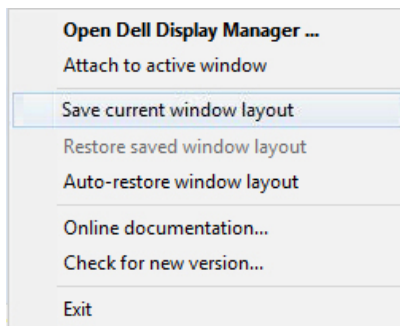 Open Dell Display Manager ...
Attach to active window
Save current window layout
Restore saved window layout
Auto-restore window layout
Online documentation...
Check for new version...
Exit